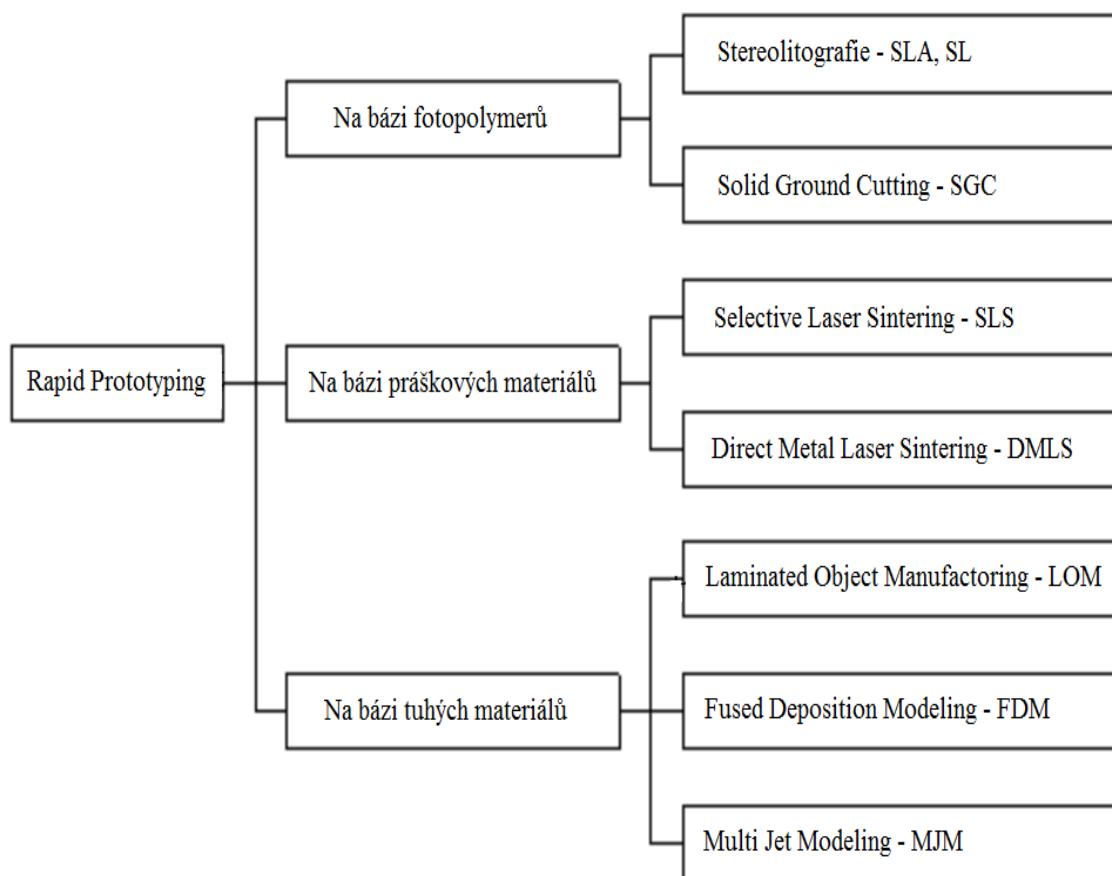 Rapid Prototyping
Na bázi fotopolymerů
Stereolitografie - SLA, SL
Solid Ground Cutting - SGC
Na bázi práškových materiálů
Selective Laser Sintering - SLS
Direct Metal Laser Sintering - DMLS
Na bázi tuhých materiálů
Laminated Object Manufactoring - LOM
Fused Deposition Modeling - FDM
Multi Jet Modeling - MJM